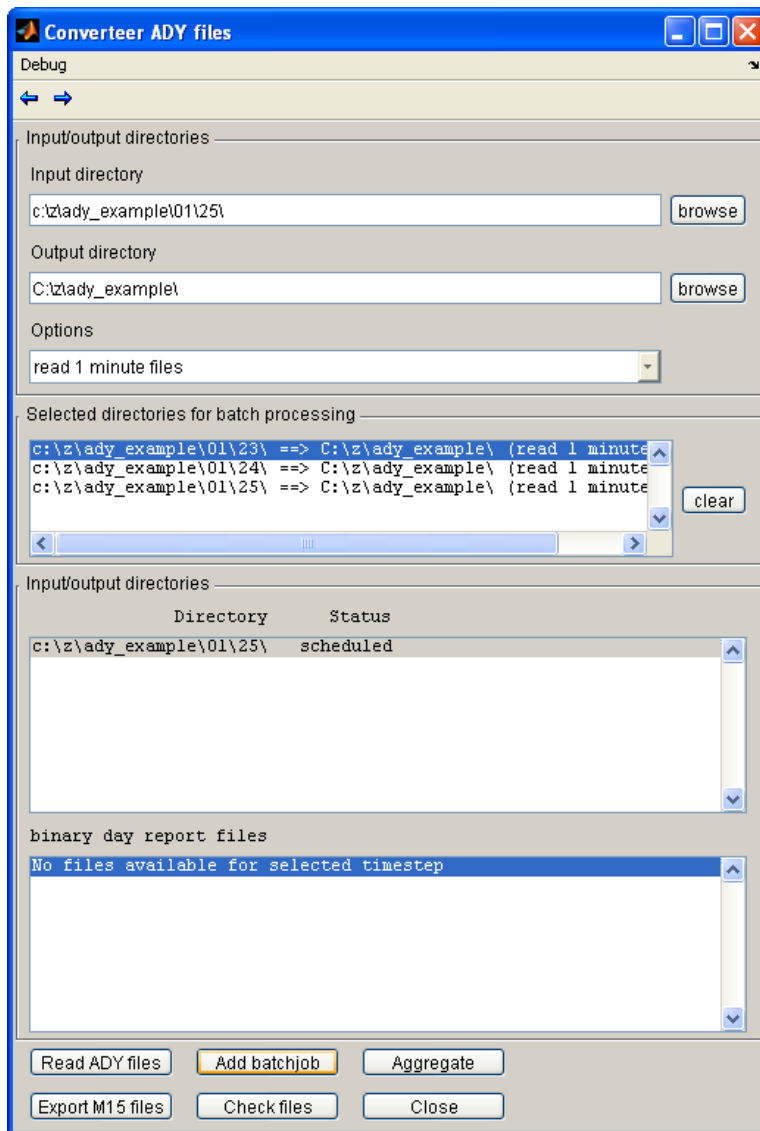 Converteer ADY files
Debug
Input/output directories
Input directory
c:\z\ady_example\01\25\ browse
Output directory
C:\z\ady_example\ browse
Options
read 1 minute files
Selected directories for batch processing
c:\z\ady_example\01\23\ ==> C:\z\ady_example\ (read 1 minute
c:\z\ady_example\01\24\ ==> C:\z\ady_example\ (read 1 minute
c:\z\ady_example\01\25\ ==> C:\z\ady_example\ (read 1 minute
clear
Input/output directories
Directory Status
c:\z\ady_example\01\25\ scheduled
binary day report files
No files available for selected timestep
Read ADY files Add batchjob Aggregate
Export M15 files Check files Close